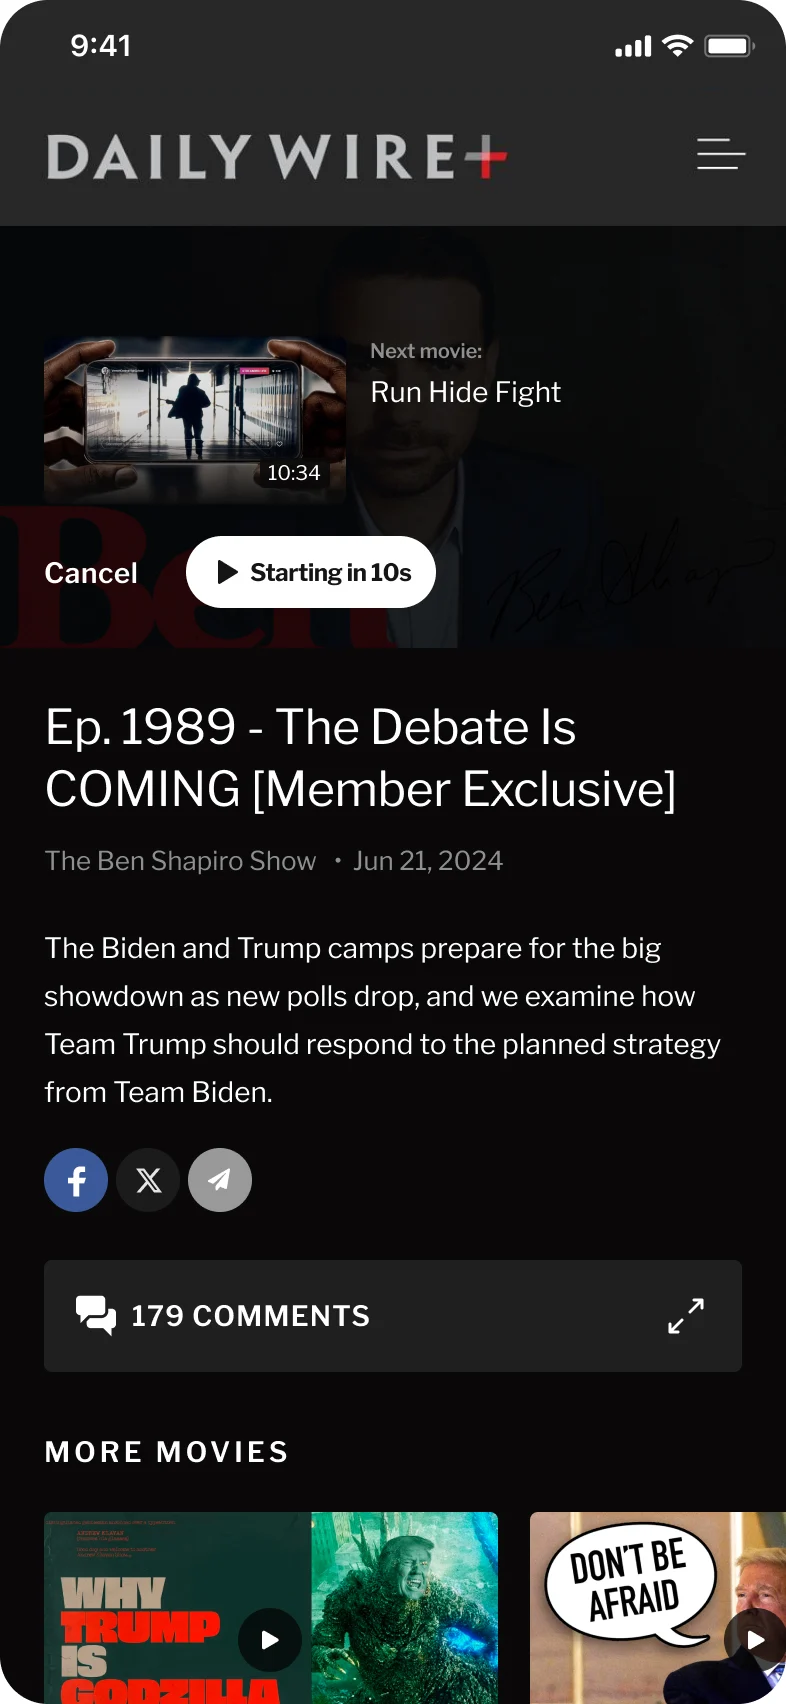 9:41
DAILY WIRE+
Next movie:
Run Hide Fight
10:34
Ben
Cancel
Starting in 10s
Ep. 1989 - The Debate Is
COMING [Member Exclusive]
The Ben Shapiro Show • Jun 21, 2024
The Biden and Trump camps prepare for the big
showdown as new polls drop, and we examine how
Team Trump should respond to the planned strategy
from Team Biden.
179 COMMENTS
MORE MOVIES
WHY
TRUMP
IS
GODZILLA
DON'T BE
AFRAID